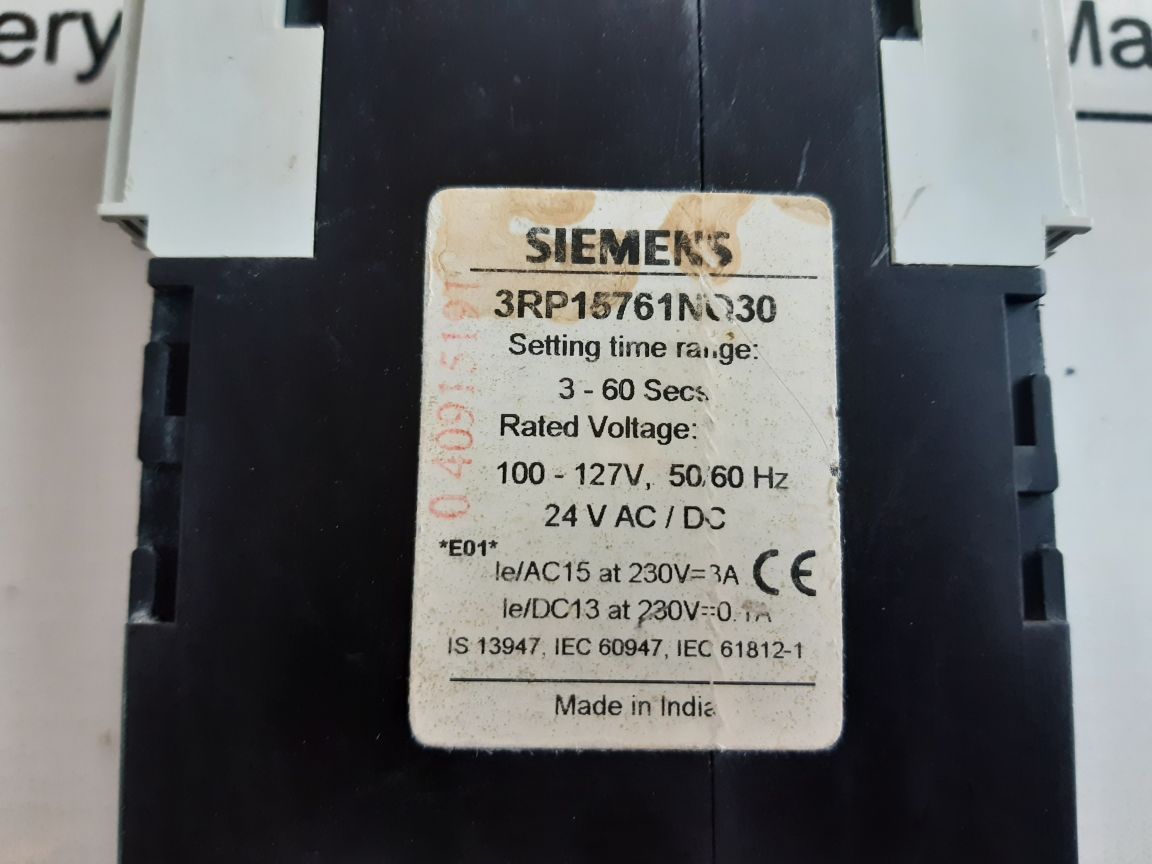 ery
Ma
SIEMENS
3RP15761NQ30
Setting time range:
3 - 60 Secs
Rated Voltage:
100 - 127V, 50/60 Hz
24 V AC / DC
*E01*
Ie/AC15 at 230V=3A CE
Ie/DC13 at 230V=0.1A
IS 13947, IEC 60947, IEC 61812-1
Made in India